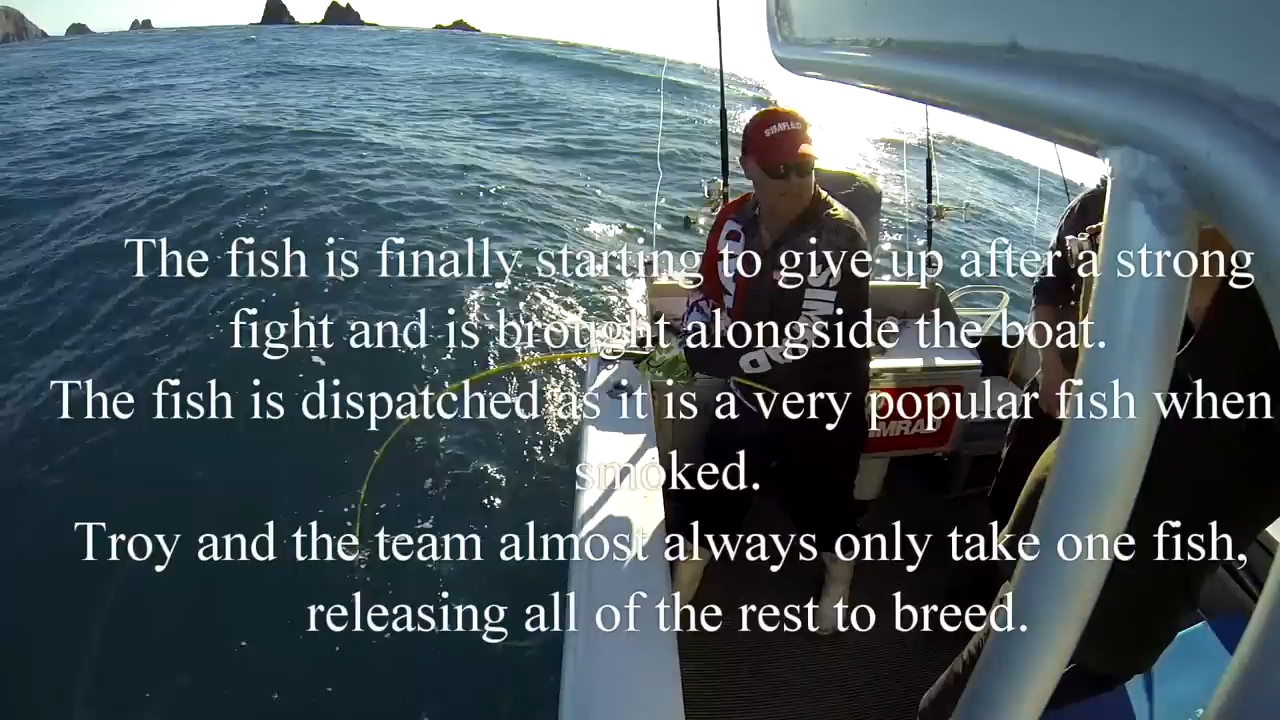 SIMRAD
The fish is finally starting to give up after a strong
fight and is brought alongside the boat.
The fish is dispatched as it is a very popular fish when
smoked.
Troy and the team almost always only take one fish,
releasing all of the rest to breed.
SIMRAD
IMRAD